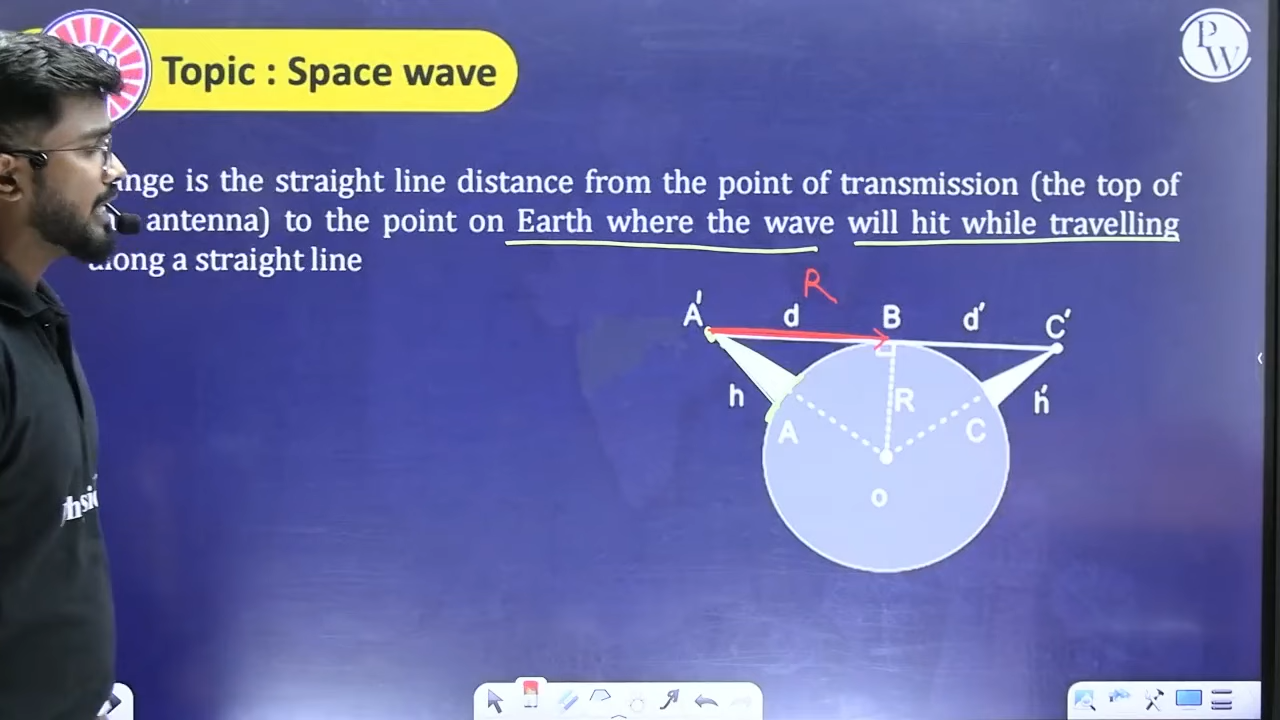 Topic : Space wave
PW
is the straight line distance from the point of transmission (the top of
antenna) to the point on Earth where the wave will hit while travelling
along a straight line
R
A' d B d' C'
h R h'
A C
O